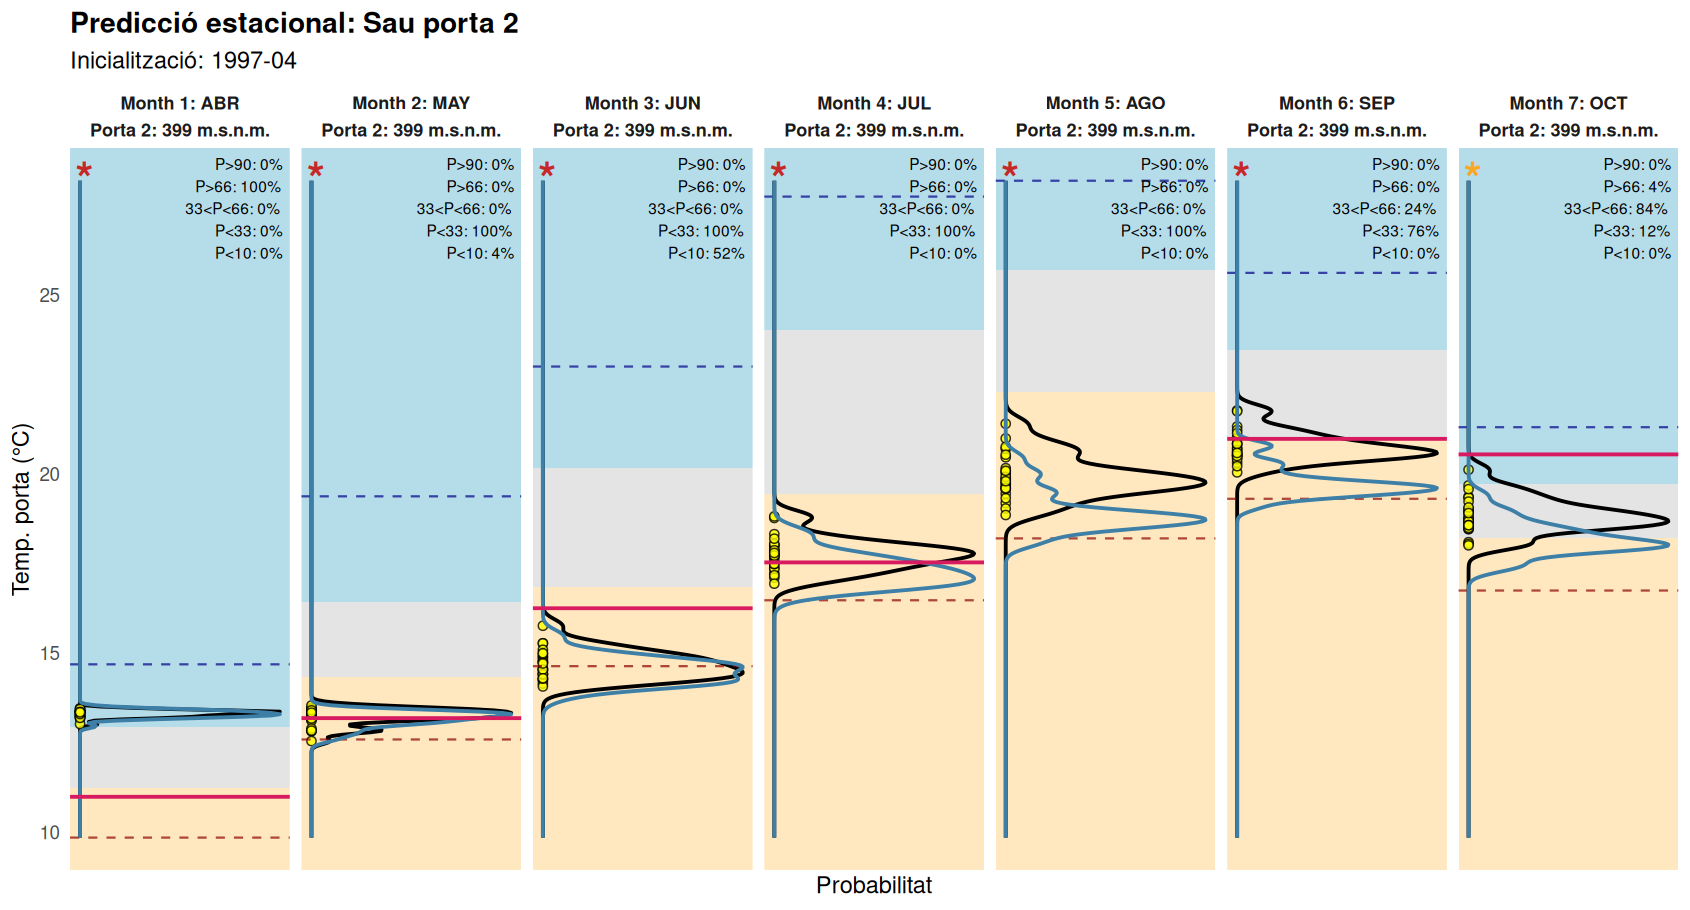 Predicció estacional: Sau porta 2
Inicialització: 1997-04
Month 1: ABR
Porta 2: 399 m.s.n.m.
Month 2: MAY
Porta 2: 399 m.s.n.m.
Month 3: JUN
Porta 2: 399 m.s.n.m.
Month 4: JUL
Porta 2: 399 m.s.n.m.
Month 5: AGO
Porta 2: 399 m.s.n.m.
Month 6: SEP
Porta 2: 399 m.s.n.m.
Month 7: OCT
Porta 2: 399 m.s.n.m.
*
P>90: 0%
P>66: 100%
33<P<66: 0%
P<33: 0%
P<10: 0%
*
P>90: 0%
P>66: 0%
33<P<66: 0%
P<33: 100%
P<10: 4%
*
P>90: 0%
P>66: 0%
33<P<66: 0%
P<33: 100%
P<10: 52%
*
P>90: 0%
P>66: 0%
33<P<66: 0%
P<33: 100%
P<10: 0%
*
P>90: 0%
P>66: 0%
33<P<66: 0%
P<33: 100%
P<10: 0%
*
P>90: 0%
P>66: 0%
33<P<66: 24%
P<33: 76%
P<10: 0%
*
P>90: 0%
P>66: 4%
33<P<66: 84%
P<33: 12%
P<10: 0%
25
20
15
10
Temp. porta (°C)
Probabilitat